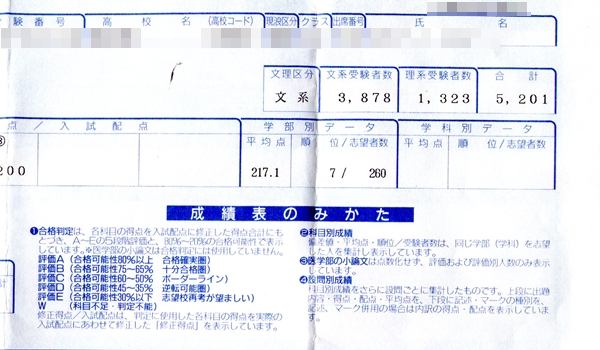 験番号 高校名 (高校コード) 現浪区分 クラス 出席番号 氏名
文理区分 文系受験者数 理系受験者数 合計
文系 3,878 1,323 5,201
点/入試配点 学部別データ 学科別データ
平均点 順位/志望者数 平均点 順位/志望者数
200 217.1 7/ 260
成績表のみかた
❶合格判定は、各科目の得点を入試配点に修正した得点合計にも
とづき、A～Eの5段階評価と、80%～20%の合格可能性で表示
しています。※医学部の小論文は合格判定には使用していません。
評価A (合格可能性80%以上 合格確実圏)
評価B (合格可能性75～65% 十分合格圏)
評価C (合格可能性60～50% ボーダーライン)
評価D (合格可能性45～35% 逆転可能圏)
評価E (合格可能性30%以下 志望校再考が望ましい)
W (科目不足・判定不能)
修正得点/入試配点は、判定に使用した各科目の得点を実際の
入試配点にあわせて修正した「修正得点」を表示しています。
❷科目別成績
偏差値・平均点・順位/受験者数は、同じ学部(学科)を志望
した人を集計し表示しています。
❸医学部の小論文は点数化せず、評価および評価別人数のみ表示
しています。
❹設問別成績
科目別成績をさらに設問ごとに集計したものです。上段に出題
内容・得点・配点・平均点を、下段に記述・マークの種別を、
記述、マーク併用の場合は内訳の得点・配点を表示していま
す。